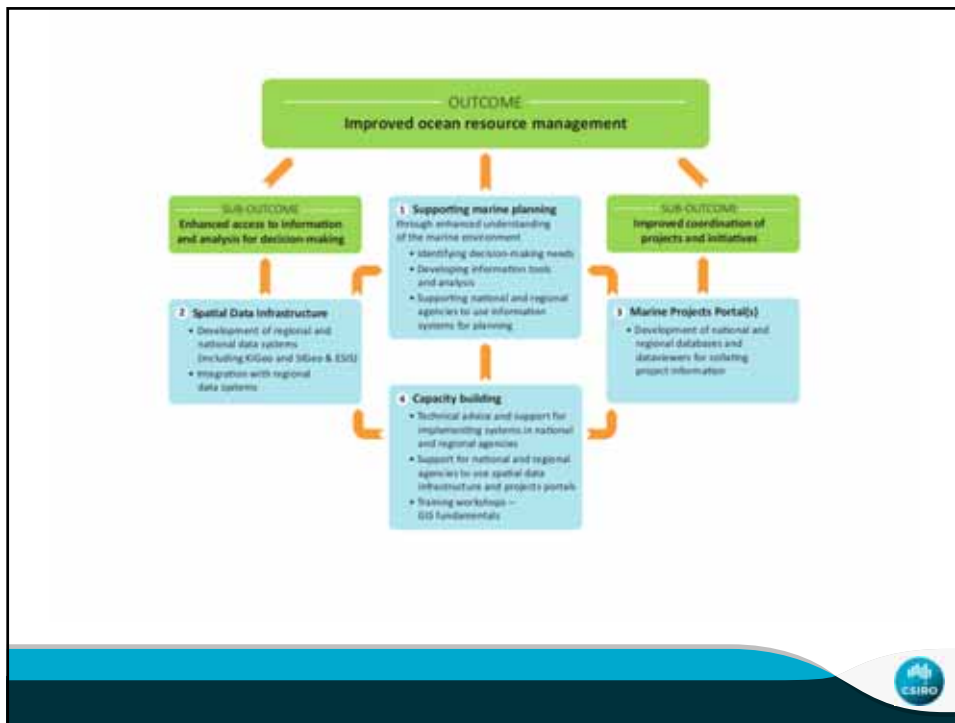 OUTCOME
Improved ocean resource management
SUB-OUTCOME
Enhanced access to information
and analysis for decision-making
1 Supporting marine planning
through enhanced understanding
of the marine environment
• Identifying decision-making needs
• Developing information tools
and analysis
• Supporting national and regional
agencies to use information
systems for planning
SUB-OUTCOME
Improved coordination of
projects and initiatives
2 Spatial Data Infrastructure
• Development of regional and
national data systems
(including KiGeo and SIGeo & ESIS)
• Integration with regional
data systems
3 Marine Projects Portal(s)
• Development of national and
regional databases and
dataviewers for collating
project information
4 Capacity building
• Technical advice and support for
implementing systems in national
and regional agencies
• Support for national and regional
agencies to use spatial data
infrastructure and projects portals
• Training workshops –
GIS fundamentals
CSIRO